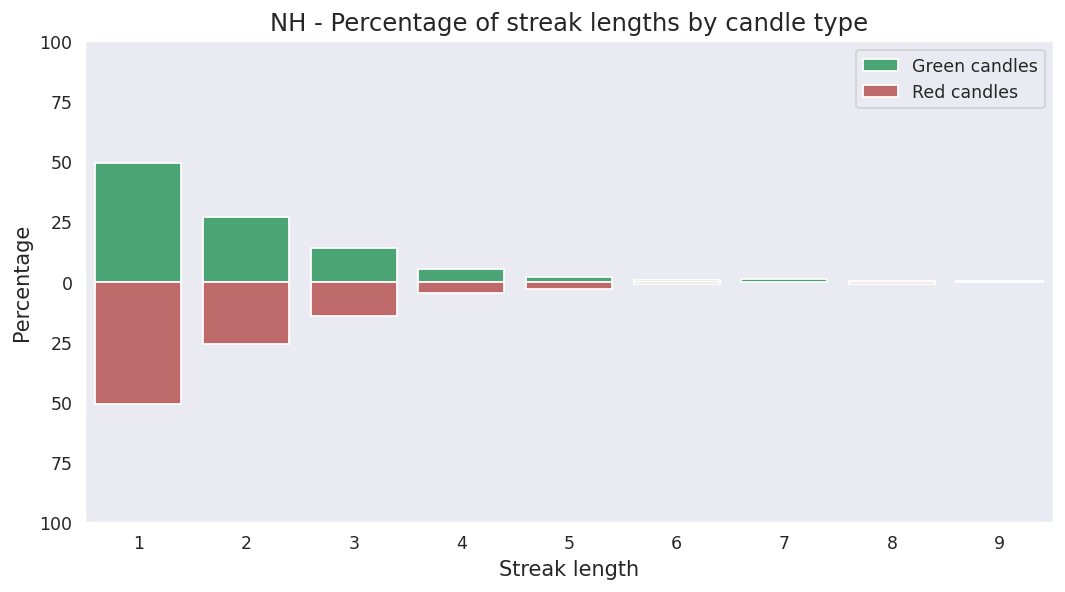 NH - Percentage of streak lengths by candle type
Green candles
Red candles
Percentage
100
75
50
25
0
25
50
75
100
1 2 3 4 5 6 7 8 9
Streak length